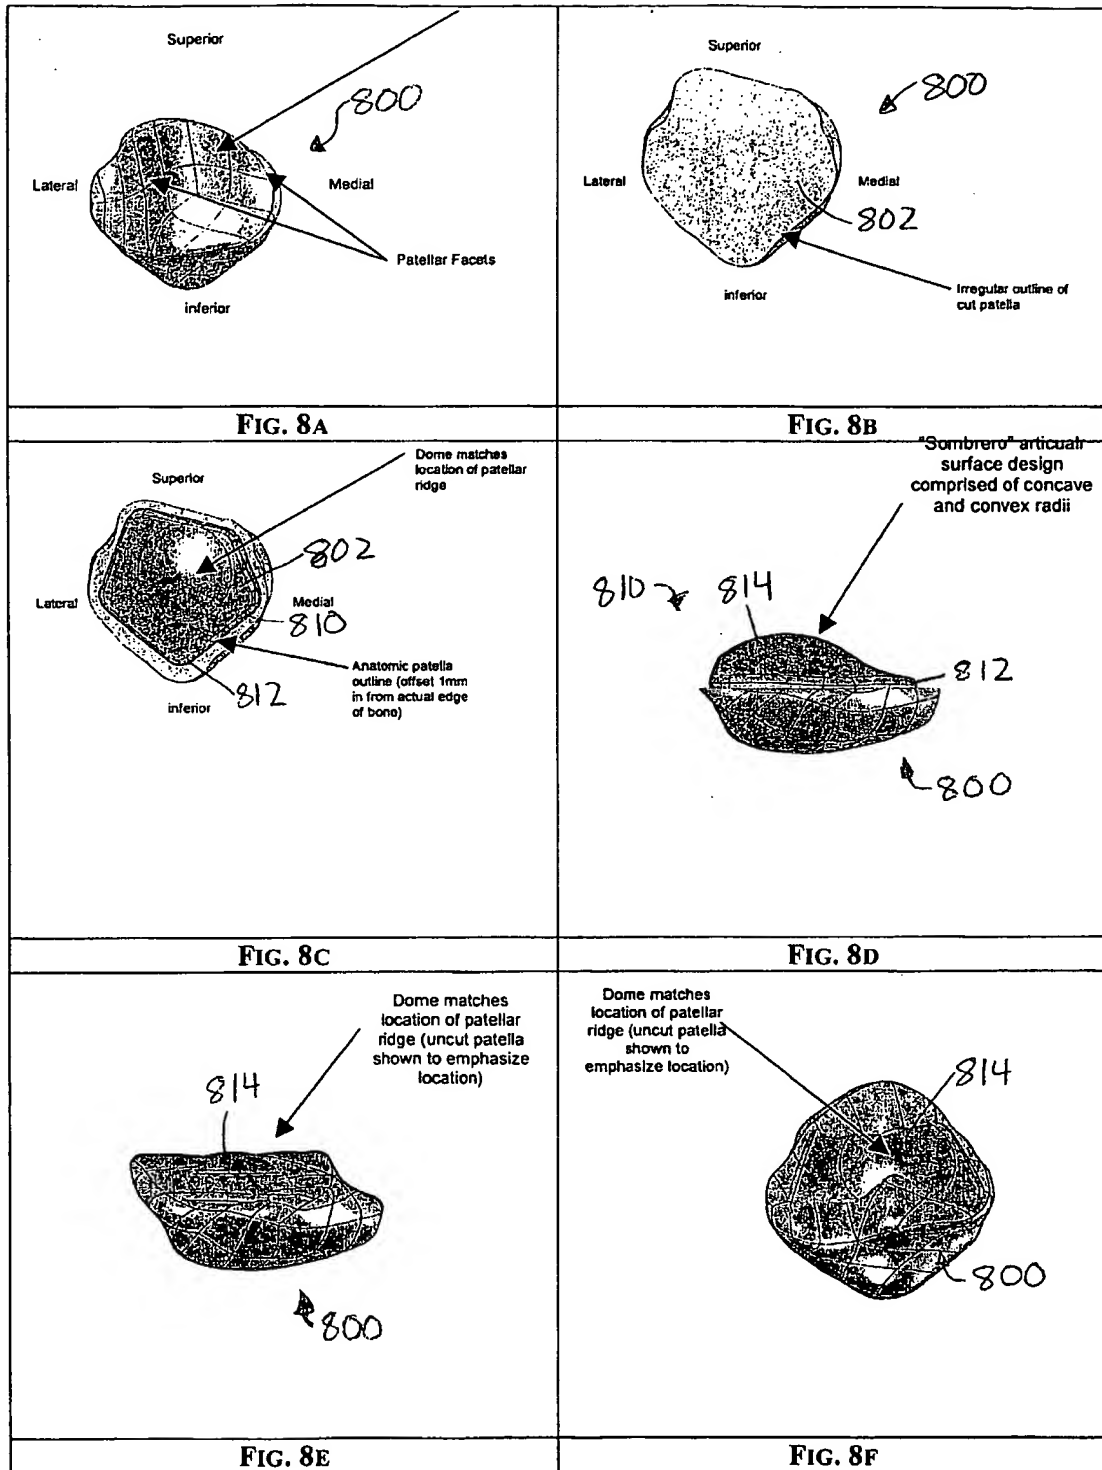 Superior
800
Lateral
Medial
Patellar Facets
inferior
FIG. 8A
Superior
800
Lateral
Medial
802
inferior
Irregular outline of
cut patella
FIG. 8B
Dome matches
location of patellar
ridge
Superior
802
Lateral
Medial
810
Anatomic patella
outline (offset 1mm
in from actual edge
of bone)
812
inferior
FIG. 8C
"Sombrero" articualr
surface design
comprised of concave
and convex radii
810
814
812
800
FIG. 8D
Dome matches
location of patellar
ridge (uncut patella
shown to emphasize
location)
814
800
FIG. 8E
Dome matches
location of patellar
ridge (uncut patella
shown to
emphasize location)
814
800
FIG. 8F